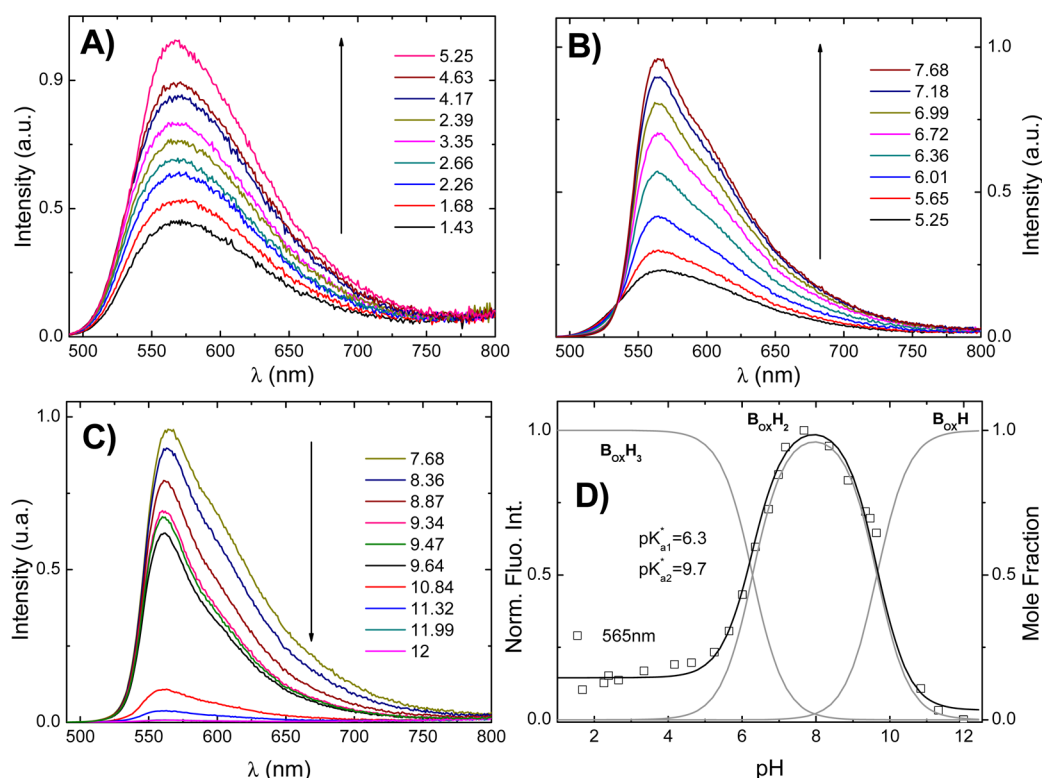 A)
5.25
4.63
4.17
2.39
3.35
2.66
2.26
1.68
1.43
0.9
0.5
0.0
Intensity (a.u.)
500 550 600 650 700 750 800
λ (nm)
B)
7.68
7.18
6.99
6.72
6.36
6.01
5.65
5.25
1.0
0.5
0.0
Intensity (a.u.)
500 550 600 650 700 750 800
λ (nm)
C)
7.68
8.36
8.87
9.34
9.47
9.64
10.84
11.32
11.99
12
1.0
0.5
0.0
Intensity (u.a.)
500 550 600 650 700 750 800
λ (nm)
BOXH3
BOXH2
BOXH
D)
pK*a1=6.3
pK*a2=9.7
565nm
1.0
0.5
0.0
Norm. Fluo. Int.
1.0
0.5
0.0
Mole Fraction
2 4 6 8 10 12
pH